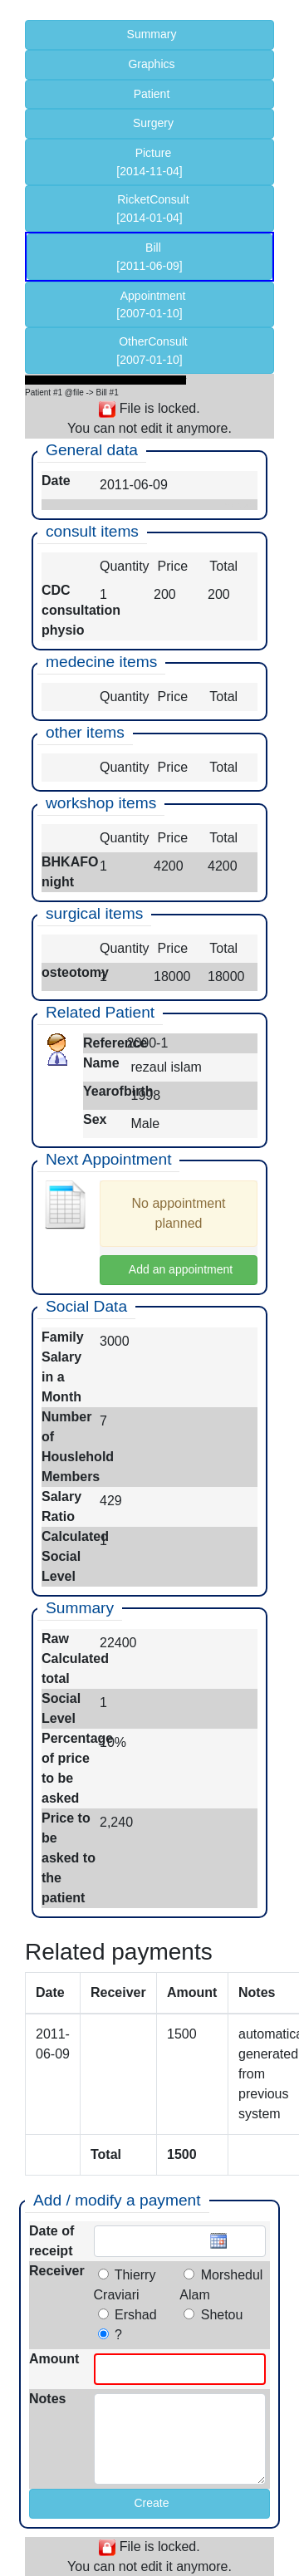 Summary
Graphics
Patient
Surgery
Picture
[2014-11-04]
RicketConsult
[2014-01-04]
Bill
[2011-06-09]
Appointment
[2007-01-10]
OtherConsult
[2007-01-10]
Patient #1 @file -> Bill #1
File is locked.
You can not edit it anymore.
General data
Date 2011-06-09
consult items
Quantity Price Total
CDC consultation physio 1 200 200
medecine items
Quantity Price Total
other items
Quantity Price Total
workshop items
Quantity Price Total
BHKAFO night 1 4200 4200
surgical items
Quantity Price Total
osteotomy 1 18000 18000
Related Patient
Reference 2000-1
Name rezaul islam
Yearofbirth 1998
Sex Male
Next Appointment
No appointment
planned
Add an appointment
Social Data
Family Salary in a Month 3000
Number of Houslehold Members 7
Salary Ratio 429
Calculated Social Level 1
Summary
Raw Calculated total 22400
Social Level 1
Percentage of price to be asked 10%
Price to be asked to the patient 2,240
Related payments
Date Receiver Amount Notes
2011-06-09 1500 generated from previous system
Total 1500
Add / modify a payment
Date of receipt
Receiver Thierry Craviari Morshedul Alam
Ershad Shetou
?
Amount
Notes
Create
File is locked.
You can not edit it anymore.